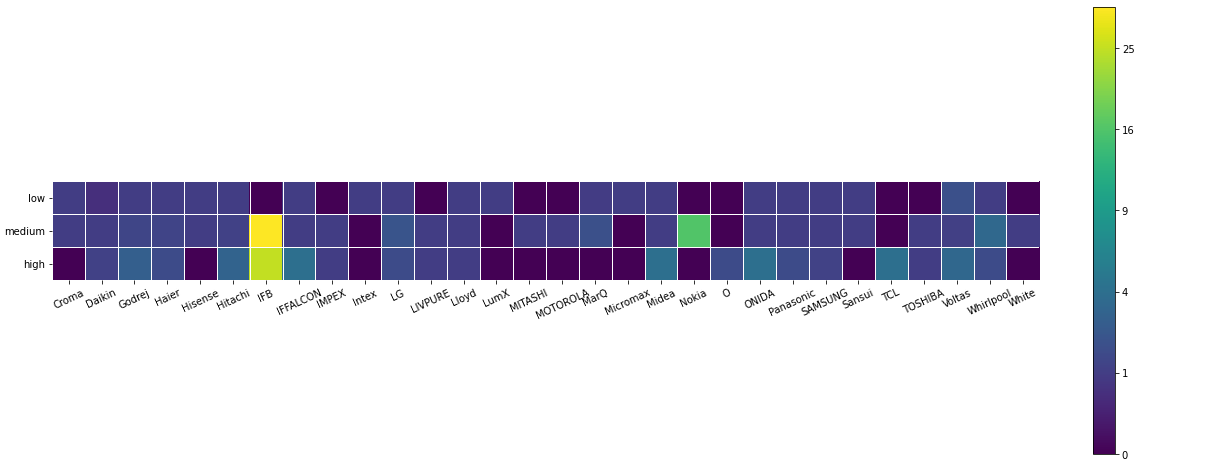 25
16
9
4
1
0
low
medium
high
Croma
Daikin
Godrej
Haier
Hisense
Hitachi
IFB
IFFALCON
IMPEX
Intex
LG
LIVPURE
Lloyd
LumX
MITASHI
MOTOROLA
MarQ
Micromax
Midea
Nokia
O
ONIDA
Panasonic
SAMSUNG
Sansui
TCL
TOSHIBA
Voltas
Whirlpool
White